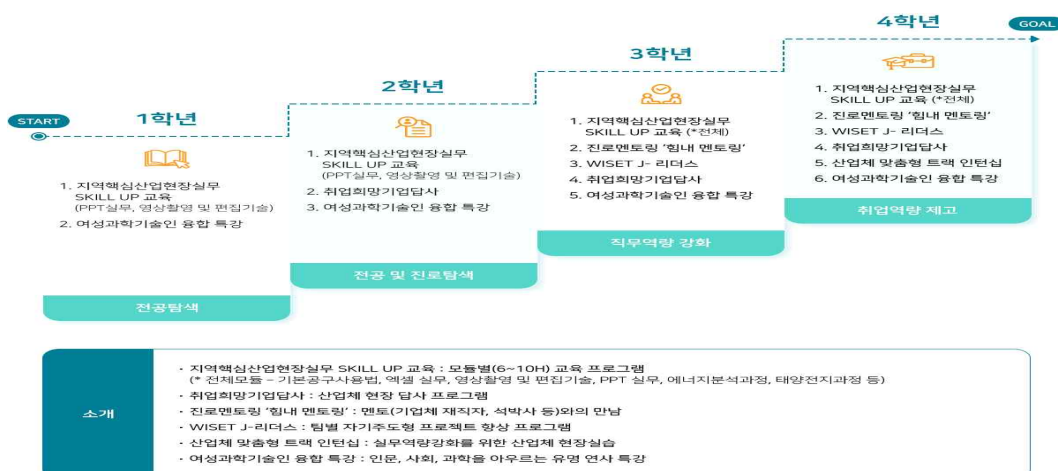 START
1학년
1. 지역핵심산업현장실무
SKILL UP 교육
(PPT실무, 영상촬영 및 편집기술)
2. 여성과학기술인 융합 특강
전공탐색
2학년
1. 지역핵심산업현장실무
SKILL UP 교육
(PPT실무, 영상촬영 및 편집기술)
2. 취업희망기업답사
3. 여성과학기술인 융합 특강
전공 및 진로탐색
3학년
1. 지역핵심산업현장실무
SKILL UP 교육 (*전체)
2. 진로멘토링 '힘내 멘토링'
3. WISET J- 리더스
4. 취업희망기업답사
5. 여성과학기술인 융합 특강
직무역량 강화
4학년
GOAL
1. 지역핵심산업현장실무
SKILL UP 교육 (*전체)
2. 진로멘토링 '힘내 멘토링'
3. WISET J- 리더스
4. 취업희망기업답사
5. 산업체 맞춤형 트랙 인턴십
6. 여성과학기술인 융합 특강
취업역량 제고
소개
· 지역핵심산업현장실무 SKILL UP 교육 : 모듈별(6~10H) 교육 프로그램
(* 전체모듈 – 기본공구사용법, 엑셀 실무, 영상촬영 및 편집기술, PPT 실무, 에너지분석과정, 태양전지과정 등)
· 취업희망기업답사 : 산업체 현장 답사 프로그램
· 진로멘토링 '힘내 멘토링' : 멘토(기업체 재직자, 석박사 등)와의 만남
· WISET J-리더스 : 팀별 자기주도형 프로젝트 향상 프로그램
· 산업체 맞춤형 트랙 인턴십 : 실무역량강화를 위한 산업체 현장실습
· 여성과학기술인 융합 특강 : 인문, 사회, 과학을 아우르는 유명 연사 특강